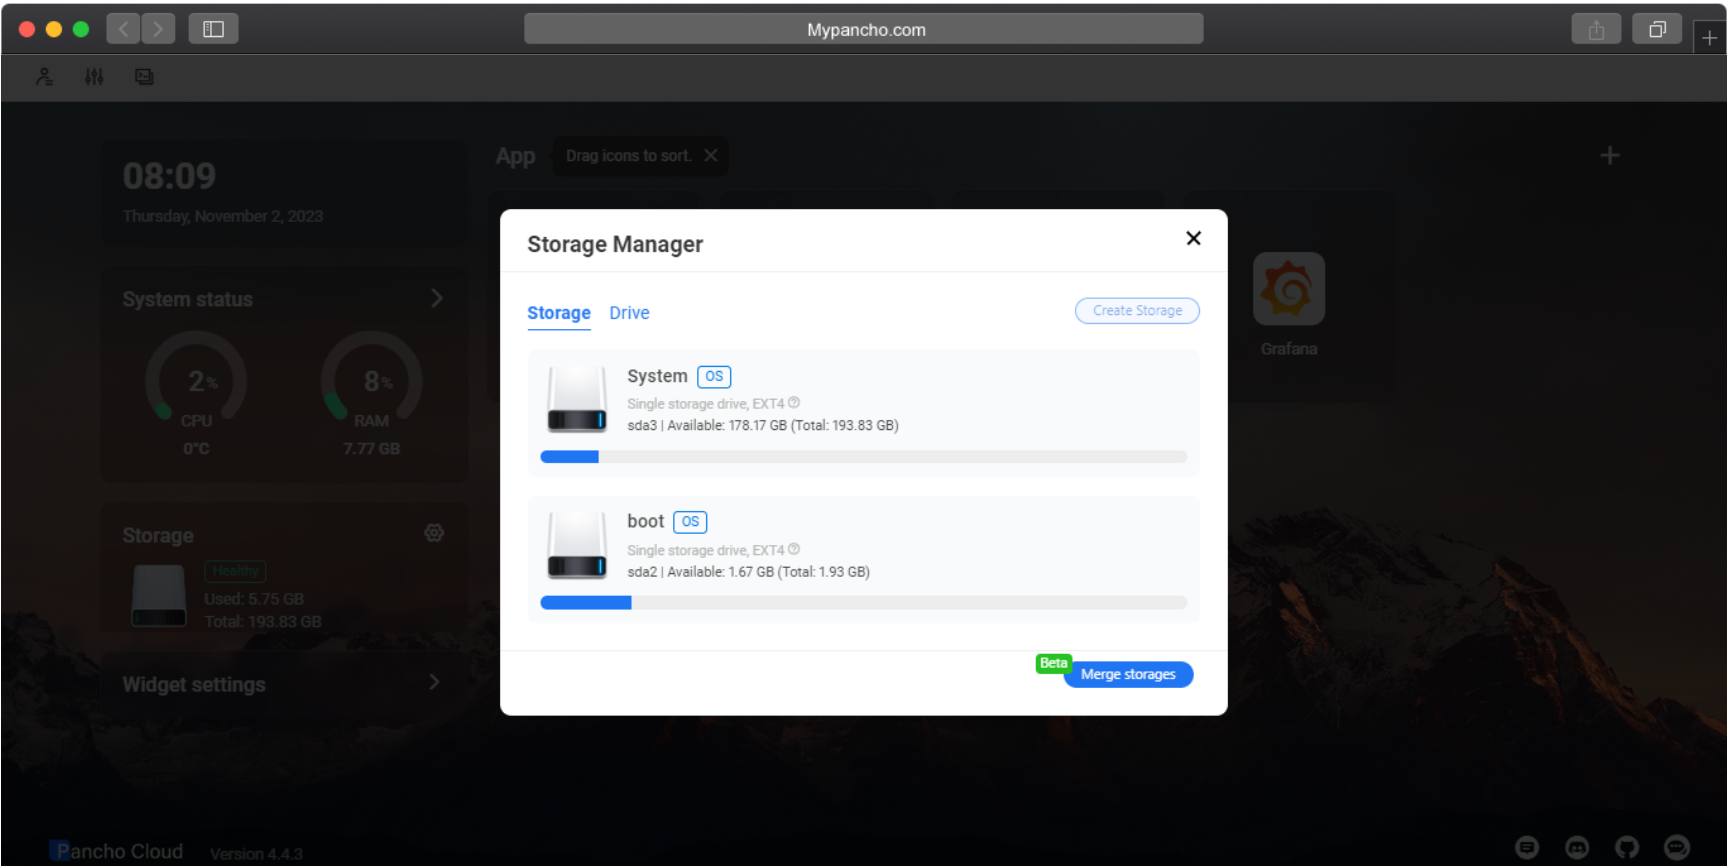 Mypancho.com
08:09
Thursday, November 2, 2023
App
Drag icons to sort.
System status
2%
CPU
0°C
8%
RAM
7.77 GB
Storage
Healthy
Used: 5.75 GB
Total: 193.83 GB
Widget settings
Storage Manager
Storage Drive
Create Storage
System OS
Single storage drive, EXT4
sda3 | Available: 178.17 GB (Total: 193.83 GB)
boot OS
Single storage drive, EXT4
sda2 | Available: 1.67 GB (Total: 1.93 GB)
Beta
Merge storages
Grafana
Pancho Cloud Version 4.4.3